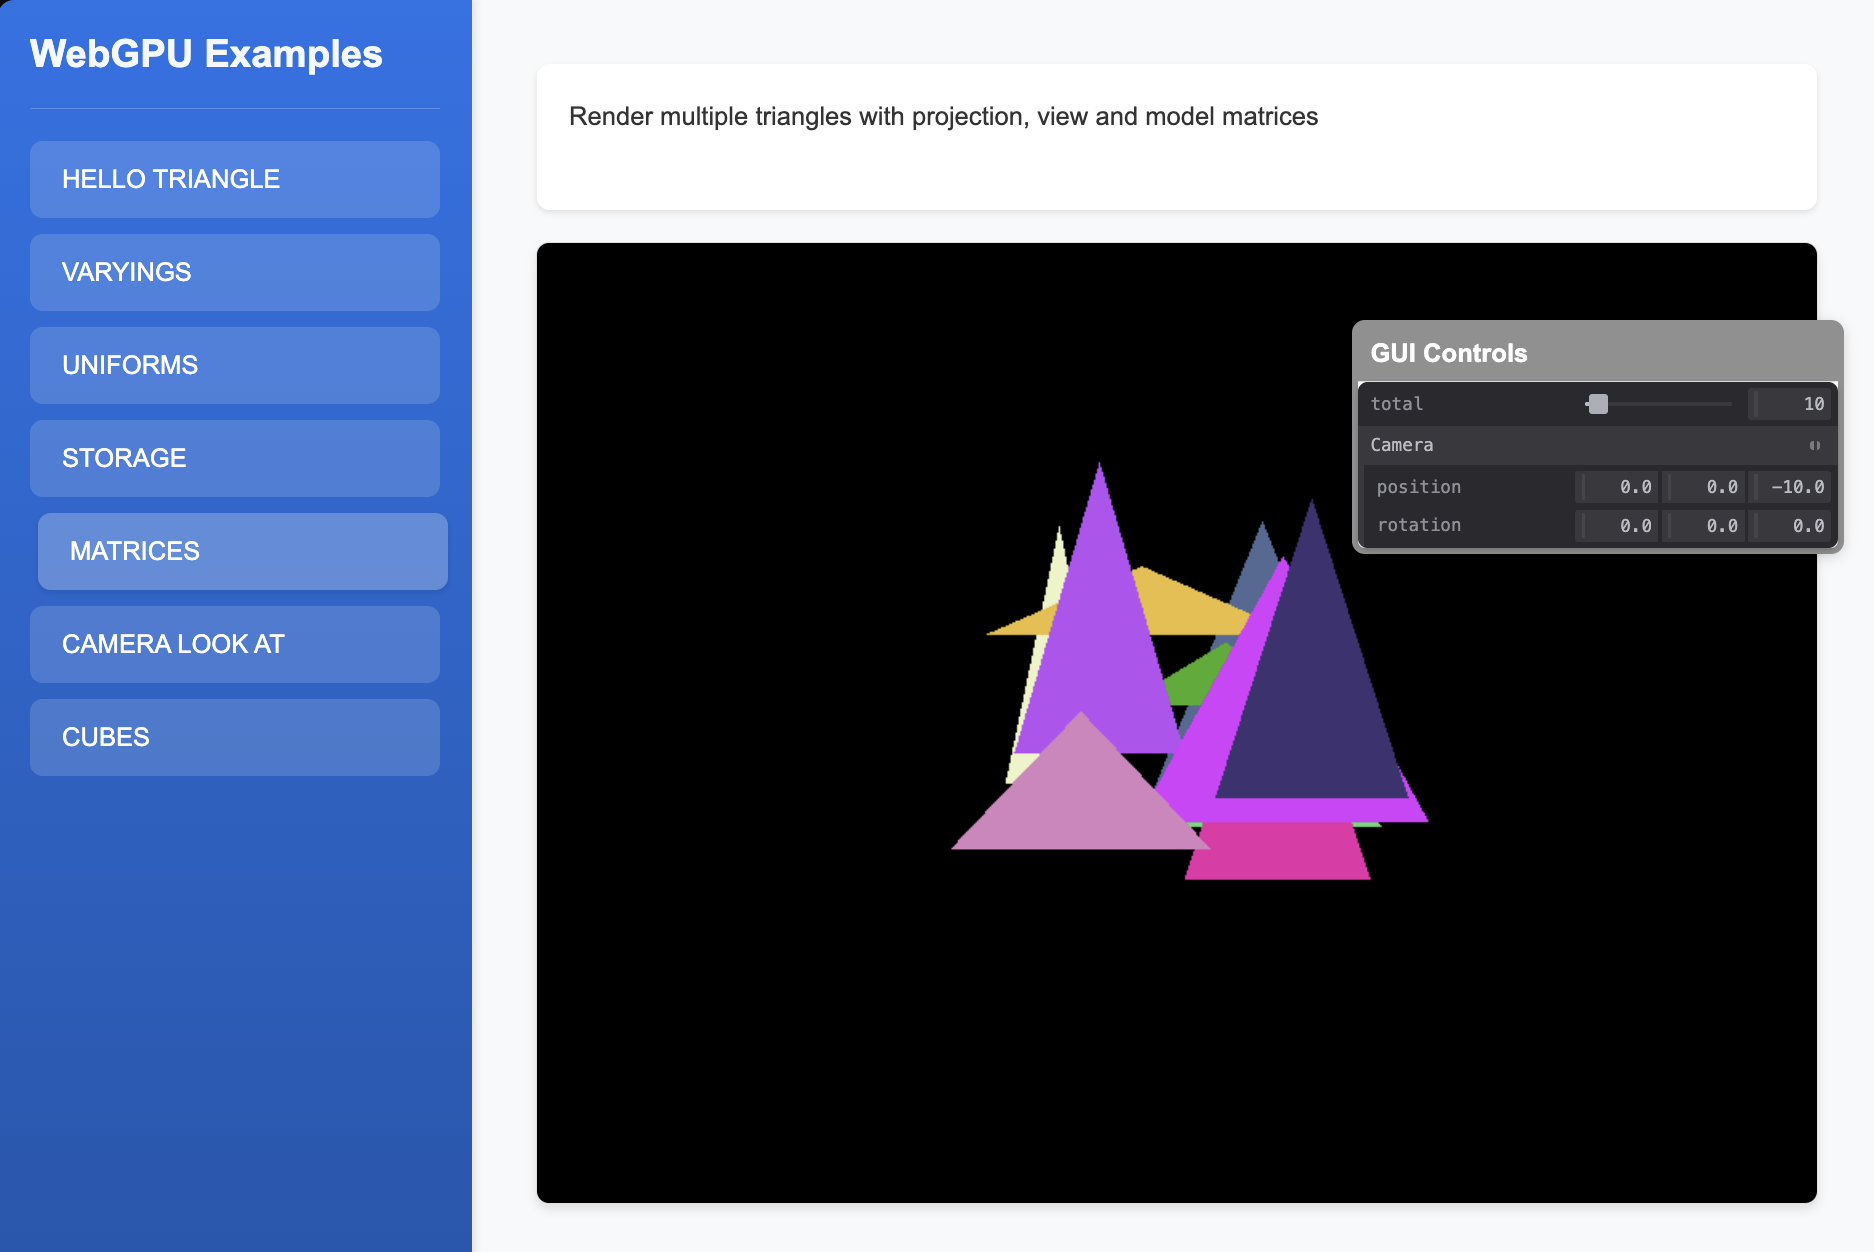 WebGPU Examples
HELLO TRIANGLE
VARYINGS
UNIFORMS
STORAGE
MATRICES
CAMERA LOOK AT
CUBES
Render multiple triangles with projection, view and model matrices
GUI Controls
total 10
Camera
position 0.0 0.0 −10.0
rotation 0.0 0.0 0.0